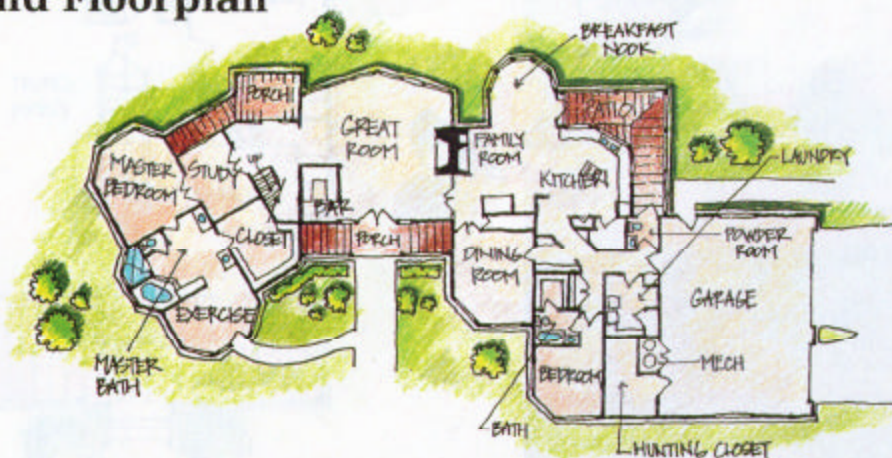 nd Floorplan
BREAKFAST
NOOK
PORCH
GREAT
ROOM
FAMILY
ROOM
PATIO
LAUNDRY
MASTER
BEDROOM
STUDY
UP
KITCHEN
BAR
CLOSET
PORCH
DINING
ROOM
POWDER
ROOM
GARAGE
EXERCISE
MASTER
BATH
BEDROOM
MECH
BATH
HUNTING CLOSET